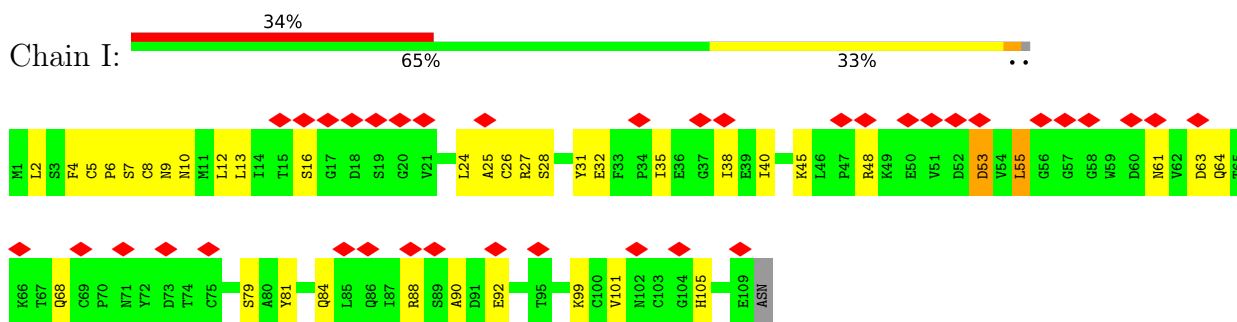 34%
Chain I:
65% 33% • •
M1 L2 S3 F4 C5 P6 S7 C8 N9 N10 M11 L12 L13 I14 T15 S16 G17 D18 S19 G20 V21 L24 A25 C26 R27 S28 Y31 E32 F33 P34 I35 E36 G37 I38 E39 I40 K45 L46 P47 R48 K49 E50 V51 D52 D53 V54 L55 G56 G57 G58 W59 D60 N61 V62 D63 Q64 T65
K66 T67 Q68 C69 P70 N71 Y72 D73 T74 C75 S79 A80 Y81 Q84 L85 Q86 I87 R88 S89 A90 D91 E92 T95 K99 C100 V101 N102 C103 G104 H105 E109 ASN